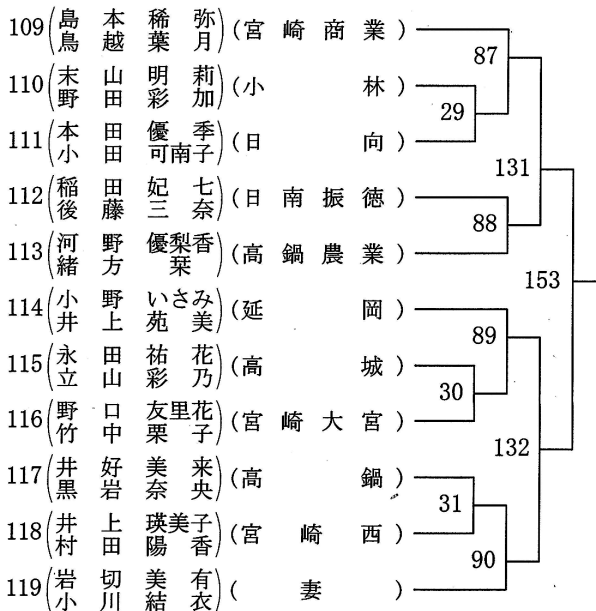 109(島本稀弥 鳥越葉月)(宮崎商業)
87
110(末山明莉 野田彩加)(小林)
29
111(本田優季 小田可南子)(日向)
131
112(稲田妃七 後藤三奈)(日南振徳)
88
113(河野優梨香 緒方栞)(高鍋農業)
153
114(小野いさみ 井上苑美)(延岡)
89
115(永田祐花 立山彩乃)(高城)
30
116(野口友里花 竹中栗子)(宮崎大宮)
132
117(井好美来 黒岩奈央)(高鍋)
31
118(井上瑛美子 村田陽香)(宮崎西)
90
119(岩切美有 小川結衣)(妻)